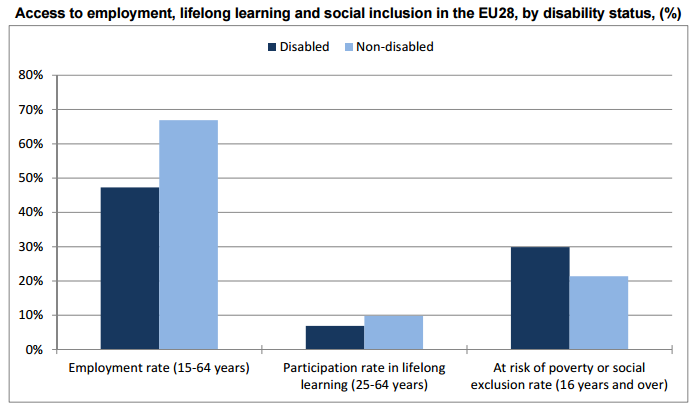 Access to employment, lifelong learning and social inclusion in the EU28, by disability status, (%)
Disabled
Non-disabled
80%
70%
60%
50%
40%
30%
20%
10%
0%
Employment rate (15-64 years)
Participation rate in lifelong
learning (25-64 years)
At risk of poverty or social
exclusion rate (16 years and over)